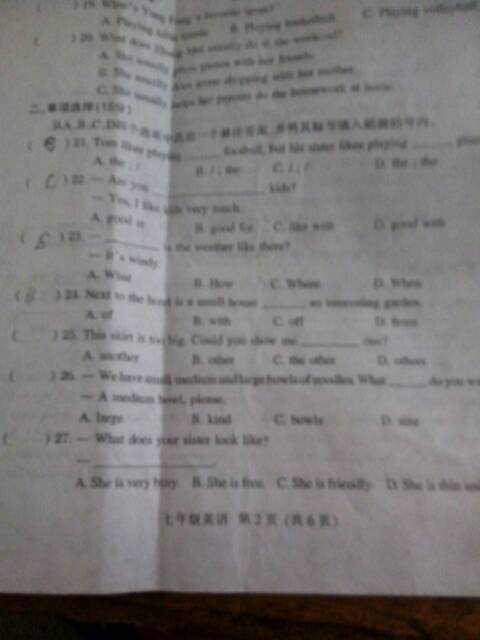 ( ) 19. What's Yang Fang's favorite sport?
A. Playing table tennis B. Playing basketball C. Playing volleyball
( ) 20. What does usually do at the weekend?
A. She usually plays games with her friends.
B. She usually goes shopping with her mother.
C. She usually helps her parents do the housework at home.
二、单项选择(15分)
从A、B、C、D四个选项中选出一个最佳答案,并将其标号填入题前的括号内。
( B ) 21. Tom likes playing ______ football, but his sister likes playing ______
A. the ; / B. / ; the C. / ; / D. the ; the
( C ) 22. — Are you ______ kids?
— Yes, I like kids very much.
A. good at B. good for C. like with D. good with
( B ) 23. — ______ is the weather like there?
— It's windy.
A. What B. How C. Where D. When
( B ) 24. Next to the hotel is a small house ______ an interesting garden.
A. of B. with C. off D. from
( ) 25. This skirt is too big. Could you show me ______ one?
A. another B. other C. the other D. others
( ) 26. — We have small, medium and large bowls of noodles. What ______ do you
— A medium bowl, please.
A. large B. kind C. bowls D. size
( ) 27. — What does your sister look like?
— ______
A. She is very busy. B. She is fine. C. She is friendly. D. She is thin
七年级英语 第2页(共6页)